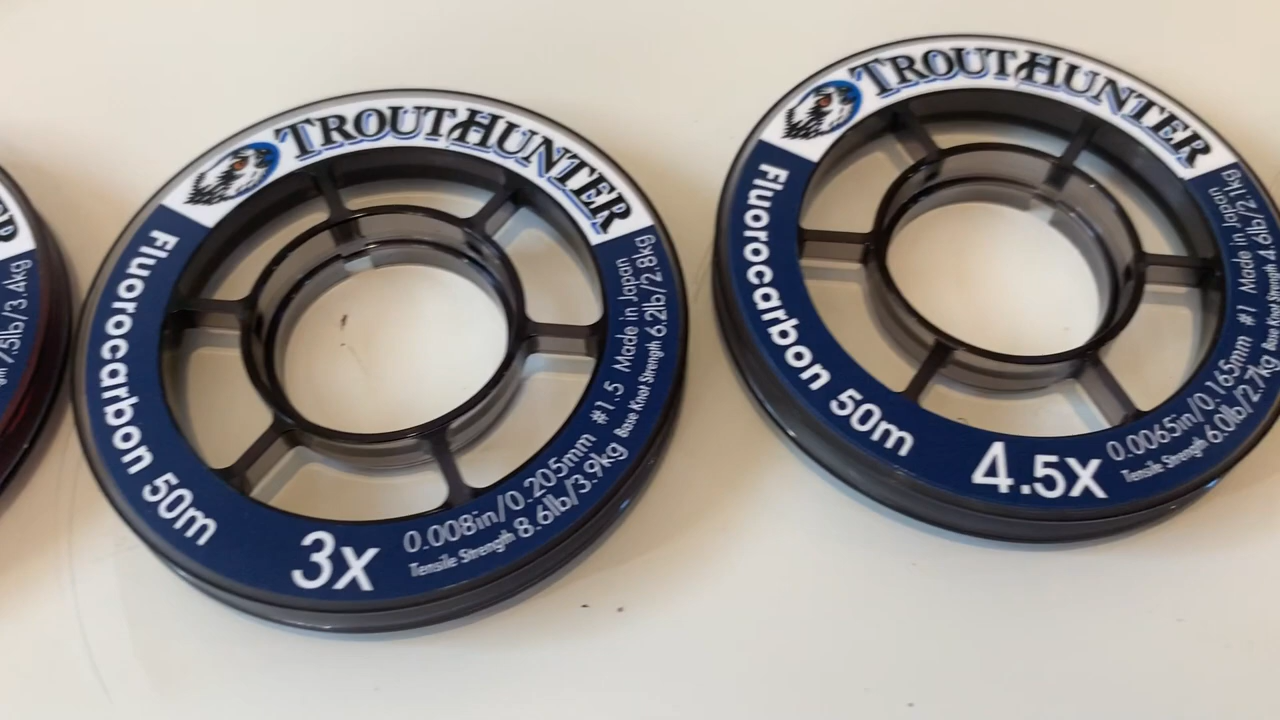 7.5lb/3.4kg
TROUTHUNTER
Fluorocarbon 50m
3x
0.008in/0.205mm #1.5 Made in Japan
Tensile Strength 8.6lb/3.9kg Base Knot Strength 6.2lb/2.8kg
TROUTHUNTER
Fluorocarbon 50m
4.5x
0.0065in/0.165mm #1 Made in Japan
Tensile Strength 6.0lb/2.7kg Base Knot Strength 4.6lb/2.1kg